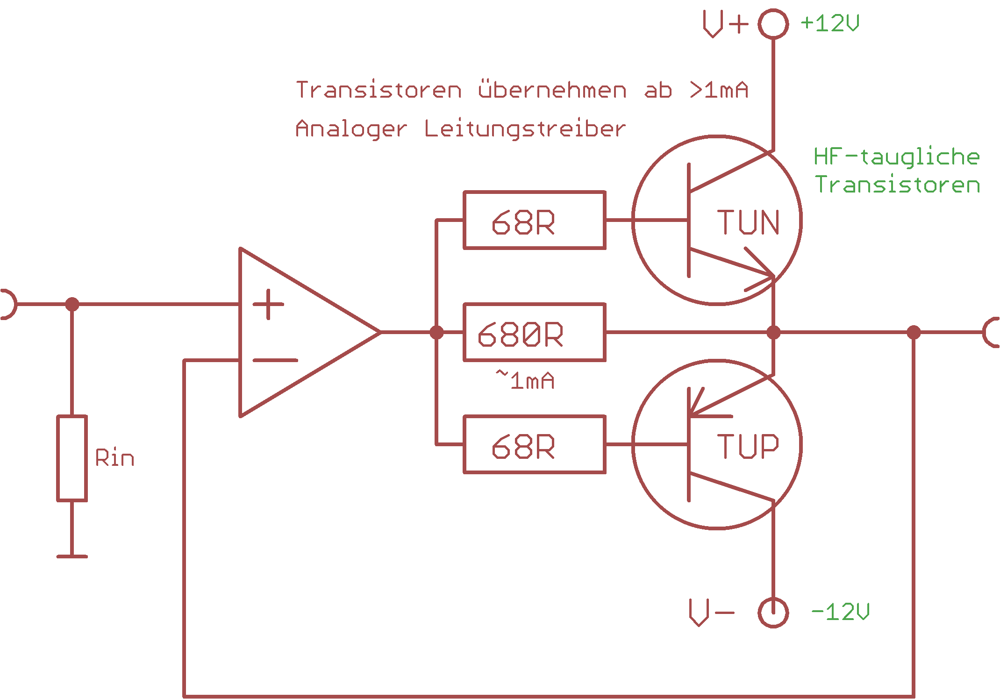 V+ +12V
Transistoren übernehmen ab >1mA
Analoger Leitungstreiber
HF-taugliche
Transistoren
68R
TUN
+
680R
-
~1mA
68R
TUP
Rin
V- -12V